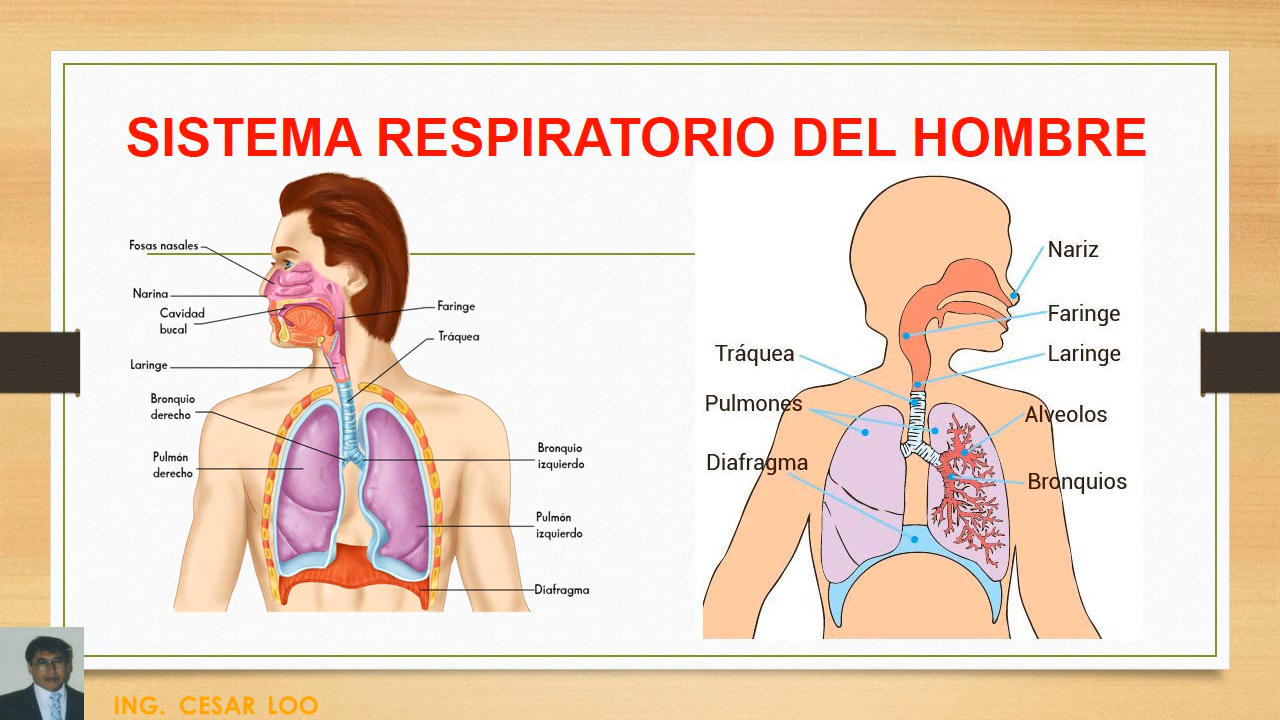 SISTEMA RESPIRATORIO DEL HOMBRE
Fosas nasales
Narina
Cavidad
bucal
Laringe
Bronquio
derecho
Pulmón
derecho
Faringe
Tráquea
Bronquio
izquierdo
Pulmón
izquierdo
Diafragma
Nariz
Faringe
Laringe
Tráquea
Pulmones
Alveolos
Diafragma
Bronquios
ING. CESAR LOO